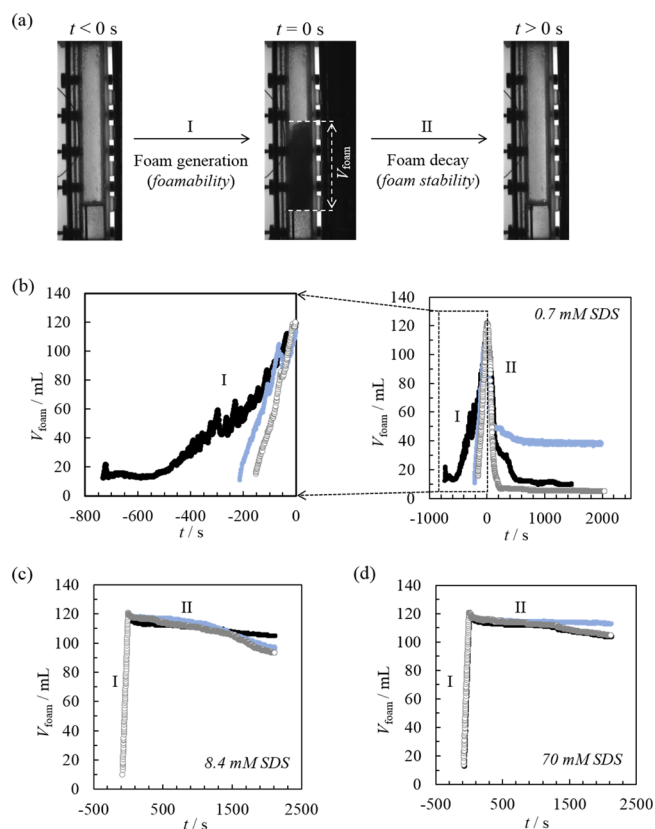 (a)
t < 0 s
t = 0 s
t > 0 s
I
Foam generation
(foamability)
V_foam
II
Foam decay
(foam stability)
(b)
140
120
100
80
60
40
20
0
-800
-600
-400
-200
0
V_foam / mL
t / s
I
140
120
100
80
60
40
20
0
-1000
0
1000
2000
V_foam / mL
t / s
0.7 mM SDS
I
II
(c)
140
120
100
80
60
40
20
0
-500
500
1500
2500
V_foam / mL
t / s
I
II
8.4 mM SDS
(d)
140
120
100
80
60
40
20
0
-500
500
1500
2500
V_foam / mL
t / s
I
II
70 mM SDS